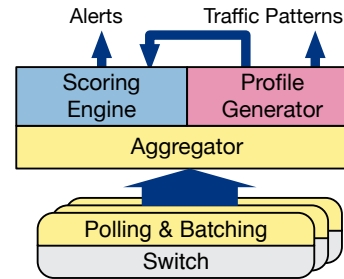 Alerts Traffic Patterns
Scoring Engine
Profile Generator
Aggregator
Polling & Batching
Switch